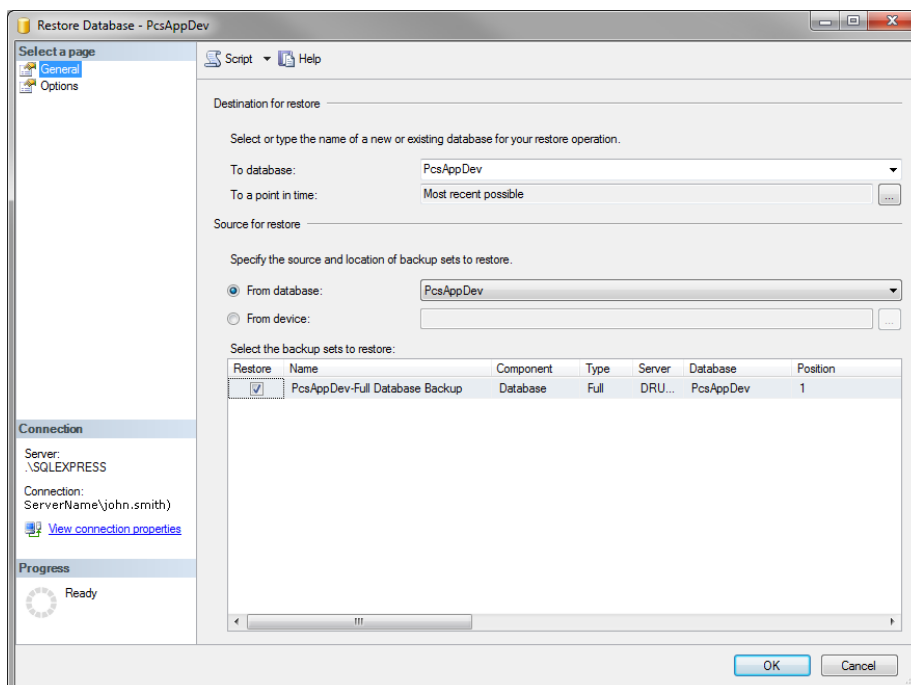 Restore Database - PcsAppDev
Select a page
General
Options
Script
Help
Destination for restore
Select or type the name of a new or existing database for your restore operation.
To database:
PcsAppDev
To a point in time:
Most recent possible
...
Source for restore
Specify the source and location of backup sets to restore.
From database:
PcsAppDev
From device:
...
Select the backup sets to restore:
Restore Name Component Type Server Database Position
PcsAppDev-Full Database Backup Database Full DRU... PcsAppDev 1
Connection
Server:
.\SQLEXPRESS
Connection:
ServerName\john.smith)
View connection properties
Progress
Ready
OK
Cancel